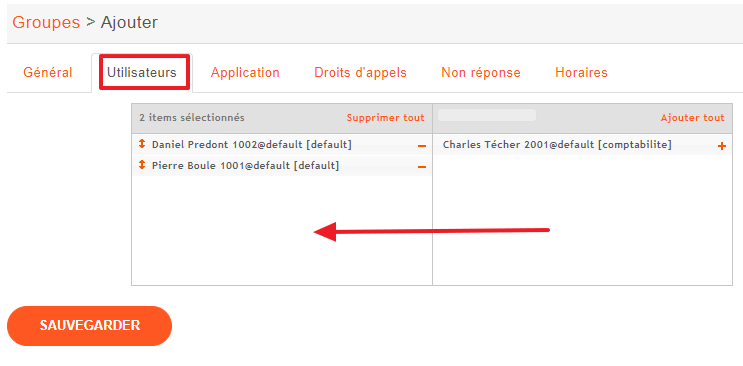 Groupes > Ajouter
Général Utilisateurs Application Droits d'appels Non réponse Horaires
2 items sélectionnés Supprimer tout Ajouter tout
Daniel Predont 1002@default [default] Charles Técher 2001@default [comptabilite]
Pierre Boule 1001@default [default]
SAUVEGARDER